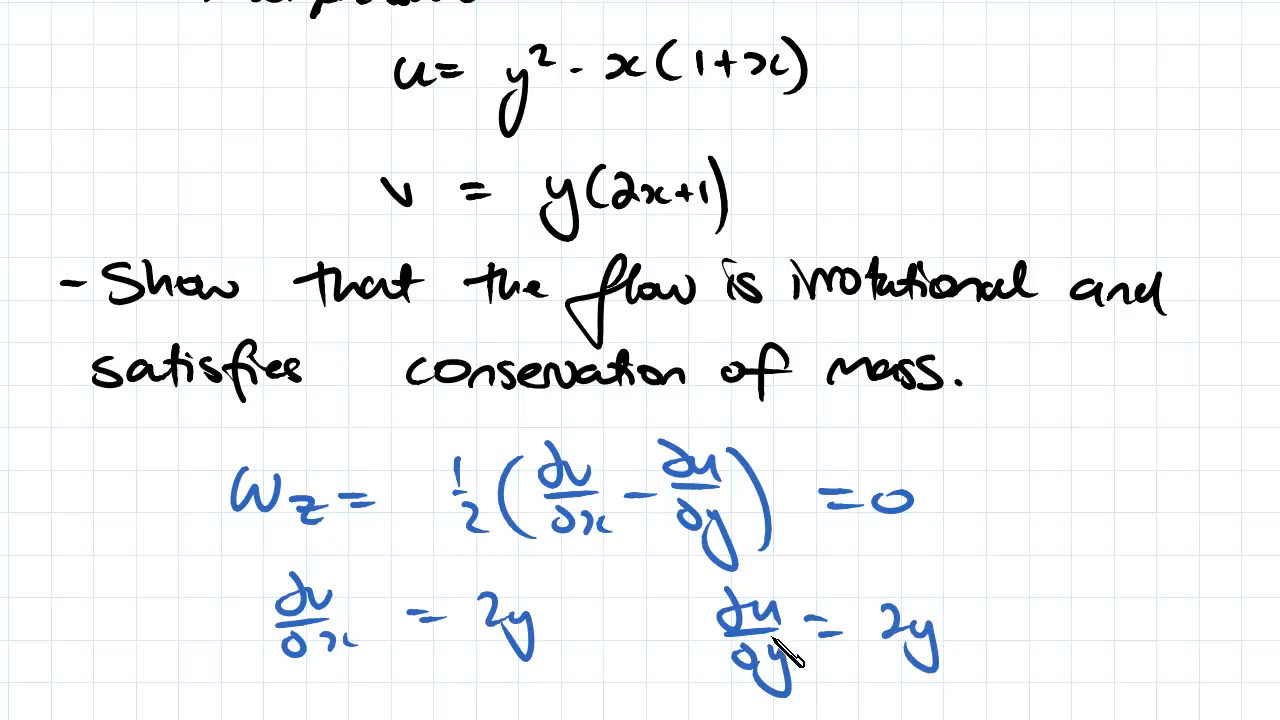 u= y² - x(1+x)
v = y(2x+1)
- Show that the flow is irrotational and
satisfies conservation of mass.
ω_z = 1/2 (∂v/∂x - ∂u/∂y) = 0
∂v/∂x = 2y ∂u/∂y = 2y